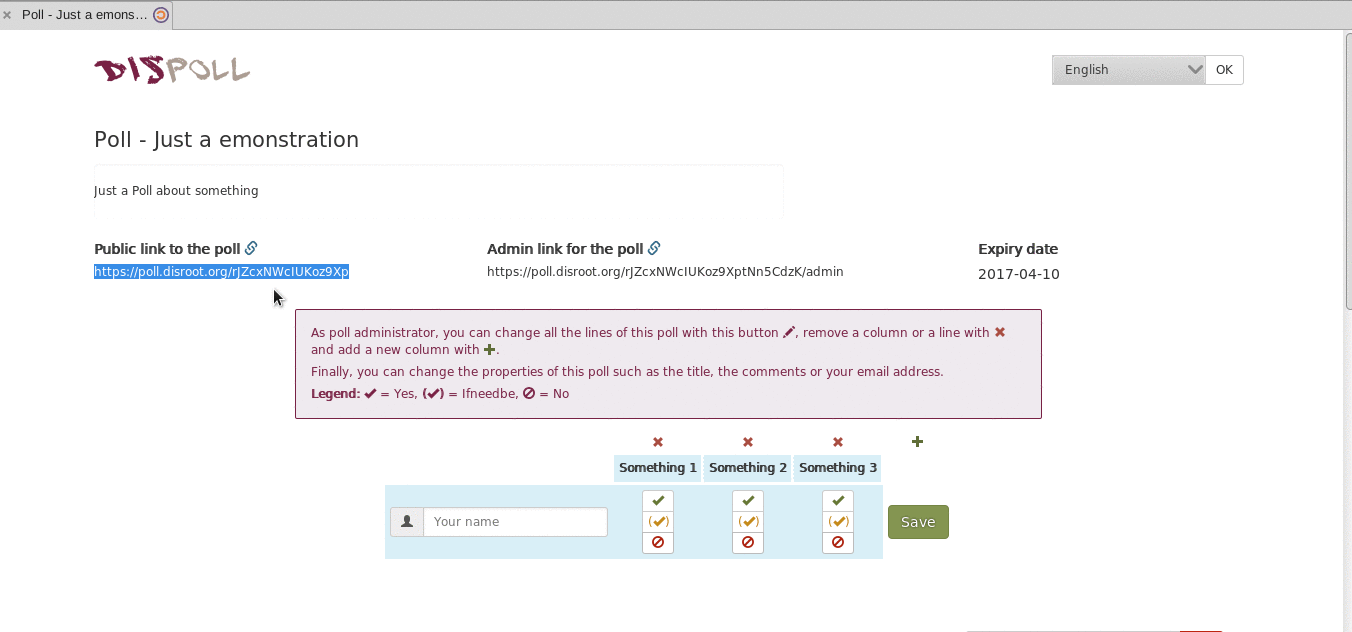 Poll - Just a emons...
DISPOLL
English
OK
Poll - Just a emonstration
Just a Poll about something
Public link to the poll
Admin link for the poll
Expiry date
https://poll.disroot.org/rJZcxNWcIUKoz9Xp
https://poll.disroot.org/rJZcxNWcIUKoz9XptNn5CdzK/admin
2017-04-10
As poll administrator, you can change all the lines of this poll with this button , remove a column or a line with
and add a new column with .
Finally, you can change the properties of this poll such as the title, the comments or your email address.
Legend: = Yes, ( ) = Ifneedbe, = No
Something 1 Something 2 Something 3
Your name
Save